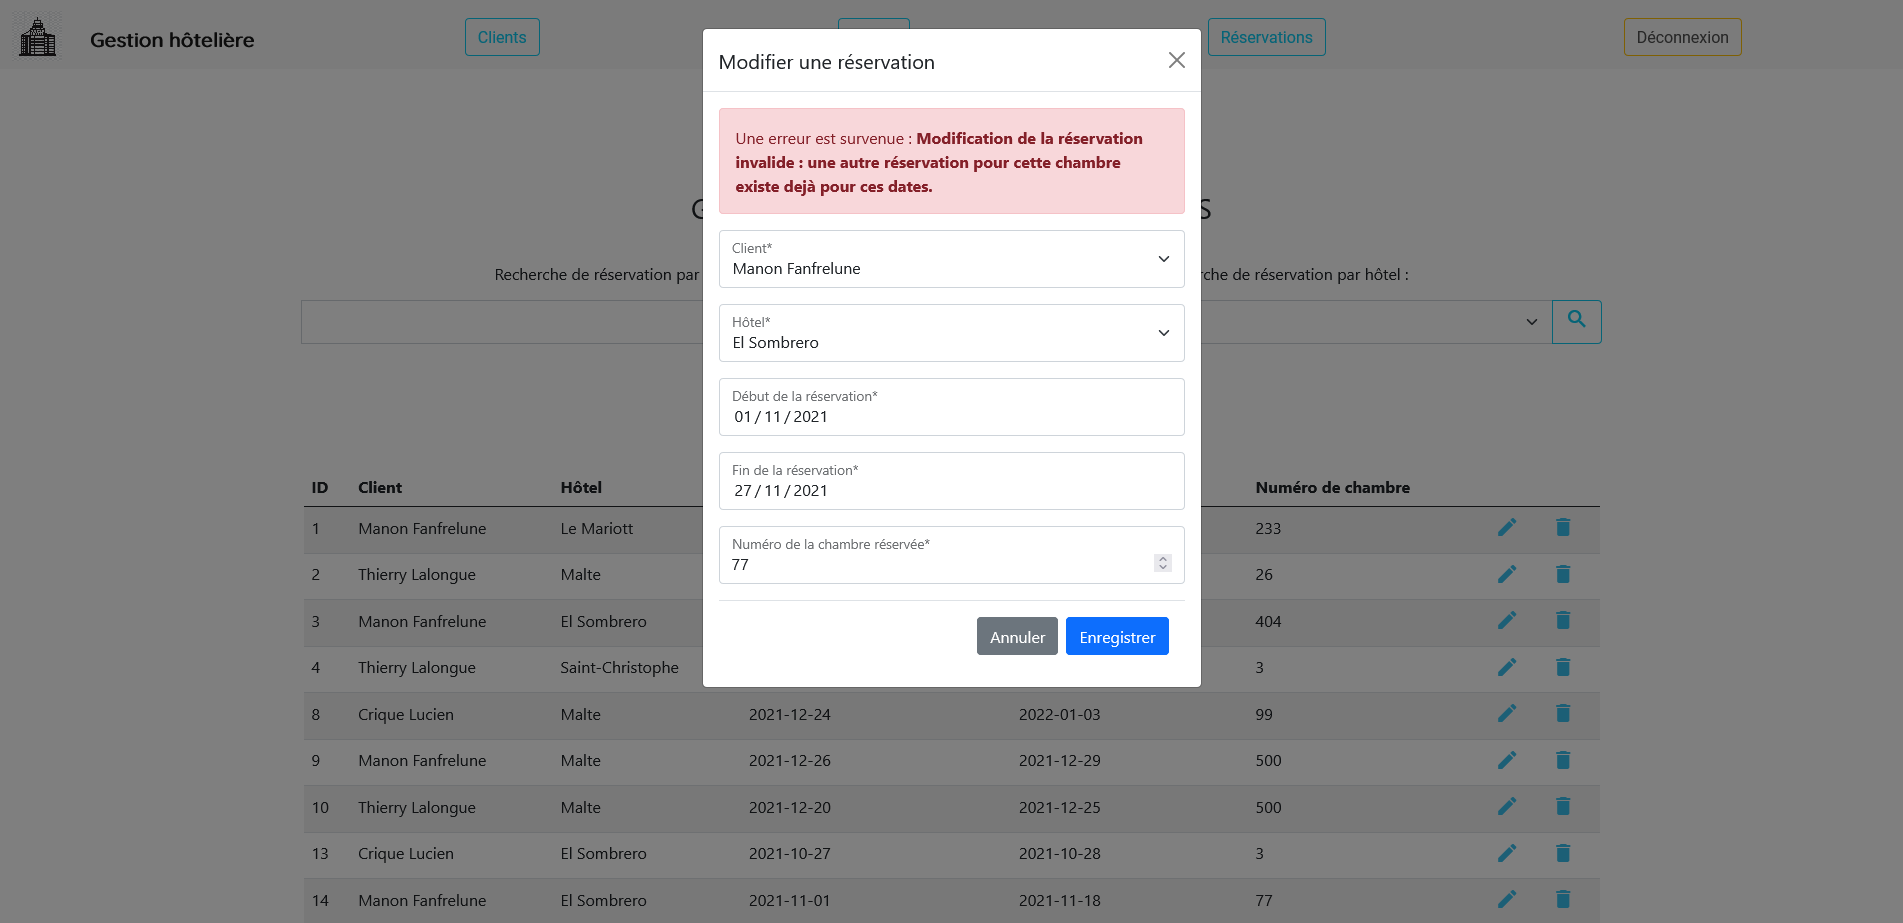 Gestion hôtelière
Clients
Réservations
Déconnexion
Modifier une réservation
Une erreur est survenue : Modification de la réservation
invalide : une autre réservation pour cette chambre
existe dejà pour ces dates.
Client*
Manon Fanfrelune
Hôtel*
El Sombrero
Début de la réservation*
01 / 11 / 2021
Fin de la réservation*
27 / 11 / 2021
Numéro de la chambre réservée*
77
Annuler Enregistrer
Recherche de réservation par
de réservation par hôtel :
ID Client Hôtel Numéro de chambre
1 Manon Fanfrelune Le Mariott 233
2 Thierry Lalongue Malte 26
3 Manon Fanfrelune El Sombrero 404
4 Thierry Lalongue Saint-Christophe 3
8 Crique Lucien Malte 2021-12-24 2022-01-03 99
9 Manon Fanfrelune Malte 2021-12-26 2021-12-29 500
10 Thierry Lalongue Malte 2021-12-20 2021-12-25 500
13 Crique Lucien El Sombrero 2021-10-27 2021-10-28 3
14 Manon Fanfrelune El Sombrero 2021-11-01 2021-11-18 77